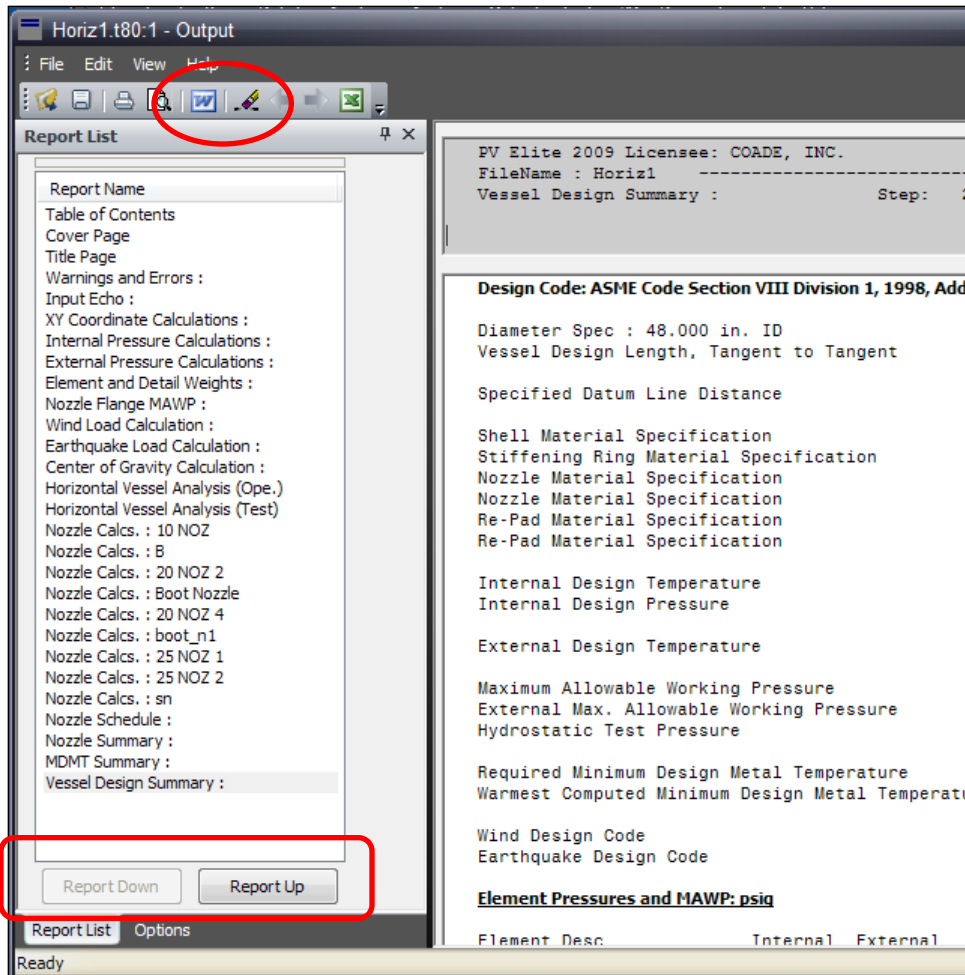 Horiz1.t80:1 - Output
File Edit View Help
Report List
Report Name
Table of Contents
Cover Page
Title Page
Warnings and Errors :
Input Echo :
XY Coordinate Calculations :
Internal Pressure Calculations :
External Pressure Calculations :
Element and Detail Weights :
Nozzle Flange MAWP :
Wind Load Calculation :
Earthquake Load Calculation :
Center of Gravity Calculation :
Horizontal Vessel Analysis (Ope.)
Horizontal Vessel Analysis (Test)
Nozzle Calcs. : 10 NOZ
Nozzle Calcs. : B
Nozzle Calcs. : 20 NOZ 2
Nozzle Calcs. : Boot Nozzle
Nozzle Calcs. : 20 NOZ 4
Nozzle Calcs. : boot_n1
Nozzle Calcs. : 25 NOZ 1
Nozzle Calcs. : 25 NOZ 2
Nozzle Calcs. : sn
Nozzle Schedule :
Nozzle Summary :
MDMT Summary :
Vessel Design Summary :
Report Down Report Up
Report List Options
Ready
PV Elite 2009 Licensee: COADE, INC.
FileName : Horiz1 --------------------------
Vessel Design Summary : Step: 2
Design Code: ASME Code Section VIII Division 1, 1998, Add
Diameter Spec : 48.000 in. ID
Vessel Design Length, Tangent to Tangent
Specified Datum Line Distance
Shell Material Specification
Stiffening Ring Material Specification
Nozzle Material Specification
Nozzle Material Specification
Re-Pad Material Specification
Re-Pad Material Specification
Internal Design Temperature
Internal Design Pressure
External Design Temperature
Maximum Allowable Working Pressure
External Max. Allowable Working Pressure
Hydrostatic Test Pressure
Required Minimum Design Metal Temperature
Warmest Computed Minimum Design Metal Temperatu
Wind Design Code
Earthquake Design Code
Element Pressures and MAWP: psig
Element Desc Internal External